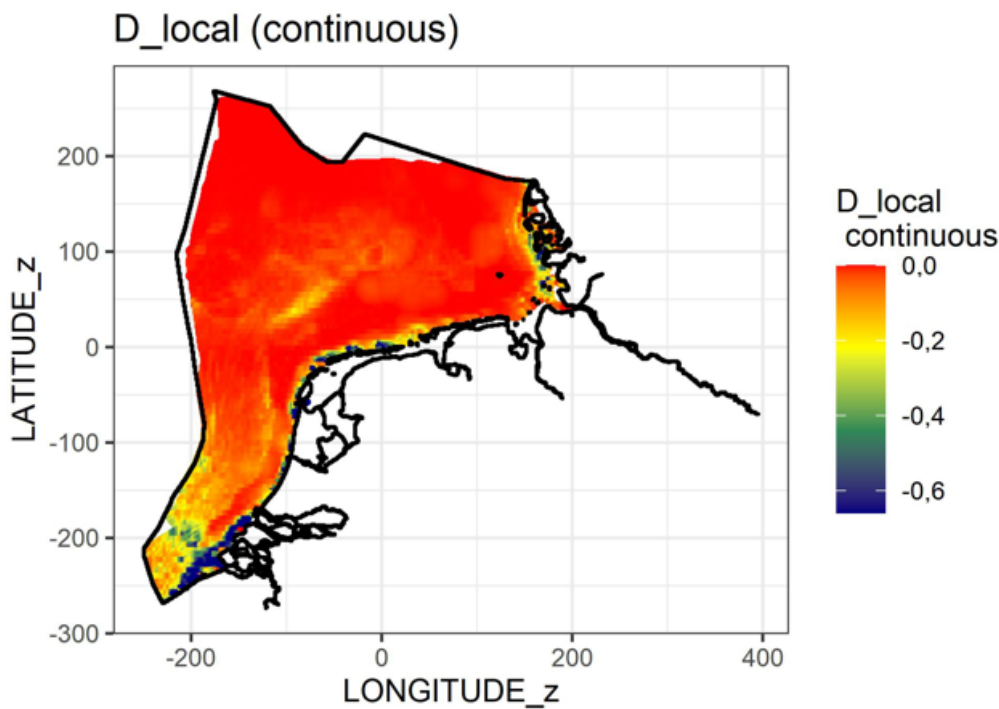 D_local (continuous)
LATITUDE_z
200
100
0
-100
-200
-300
-200
0
200
400
LONGITUDE_z
D_local
continuous
0,0
-0,2
-0,4
-0,6